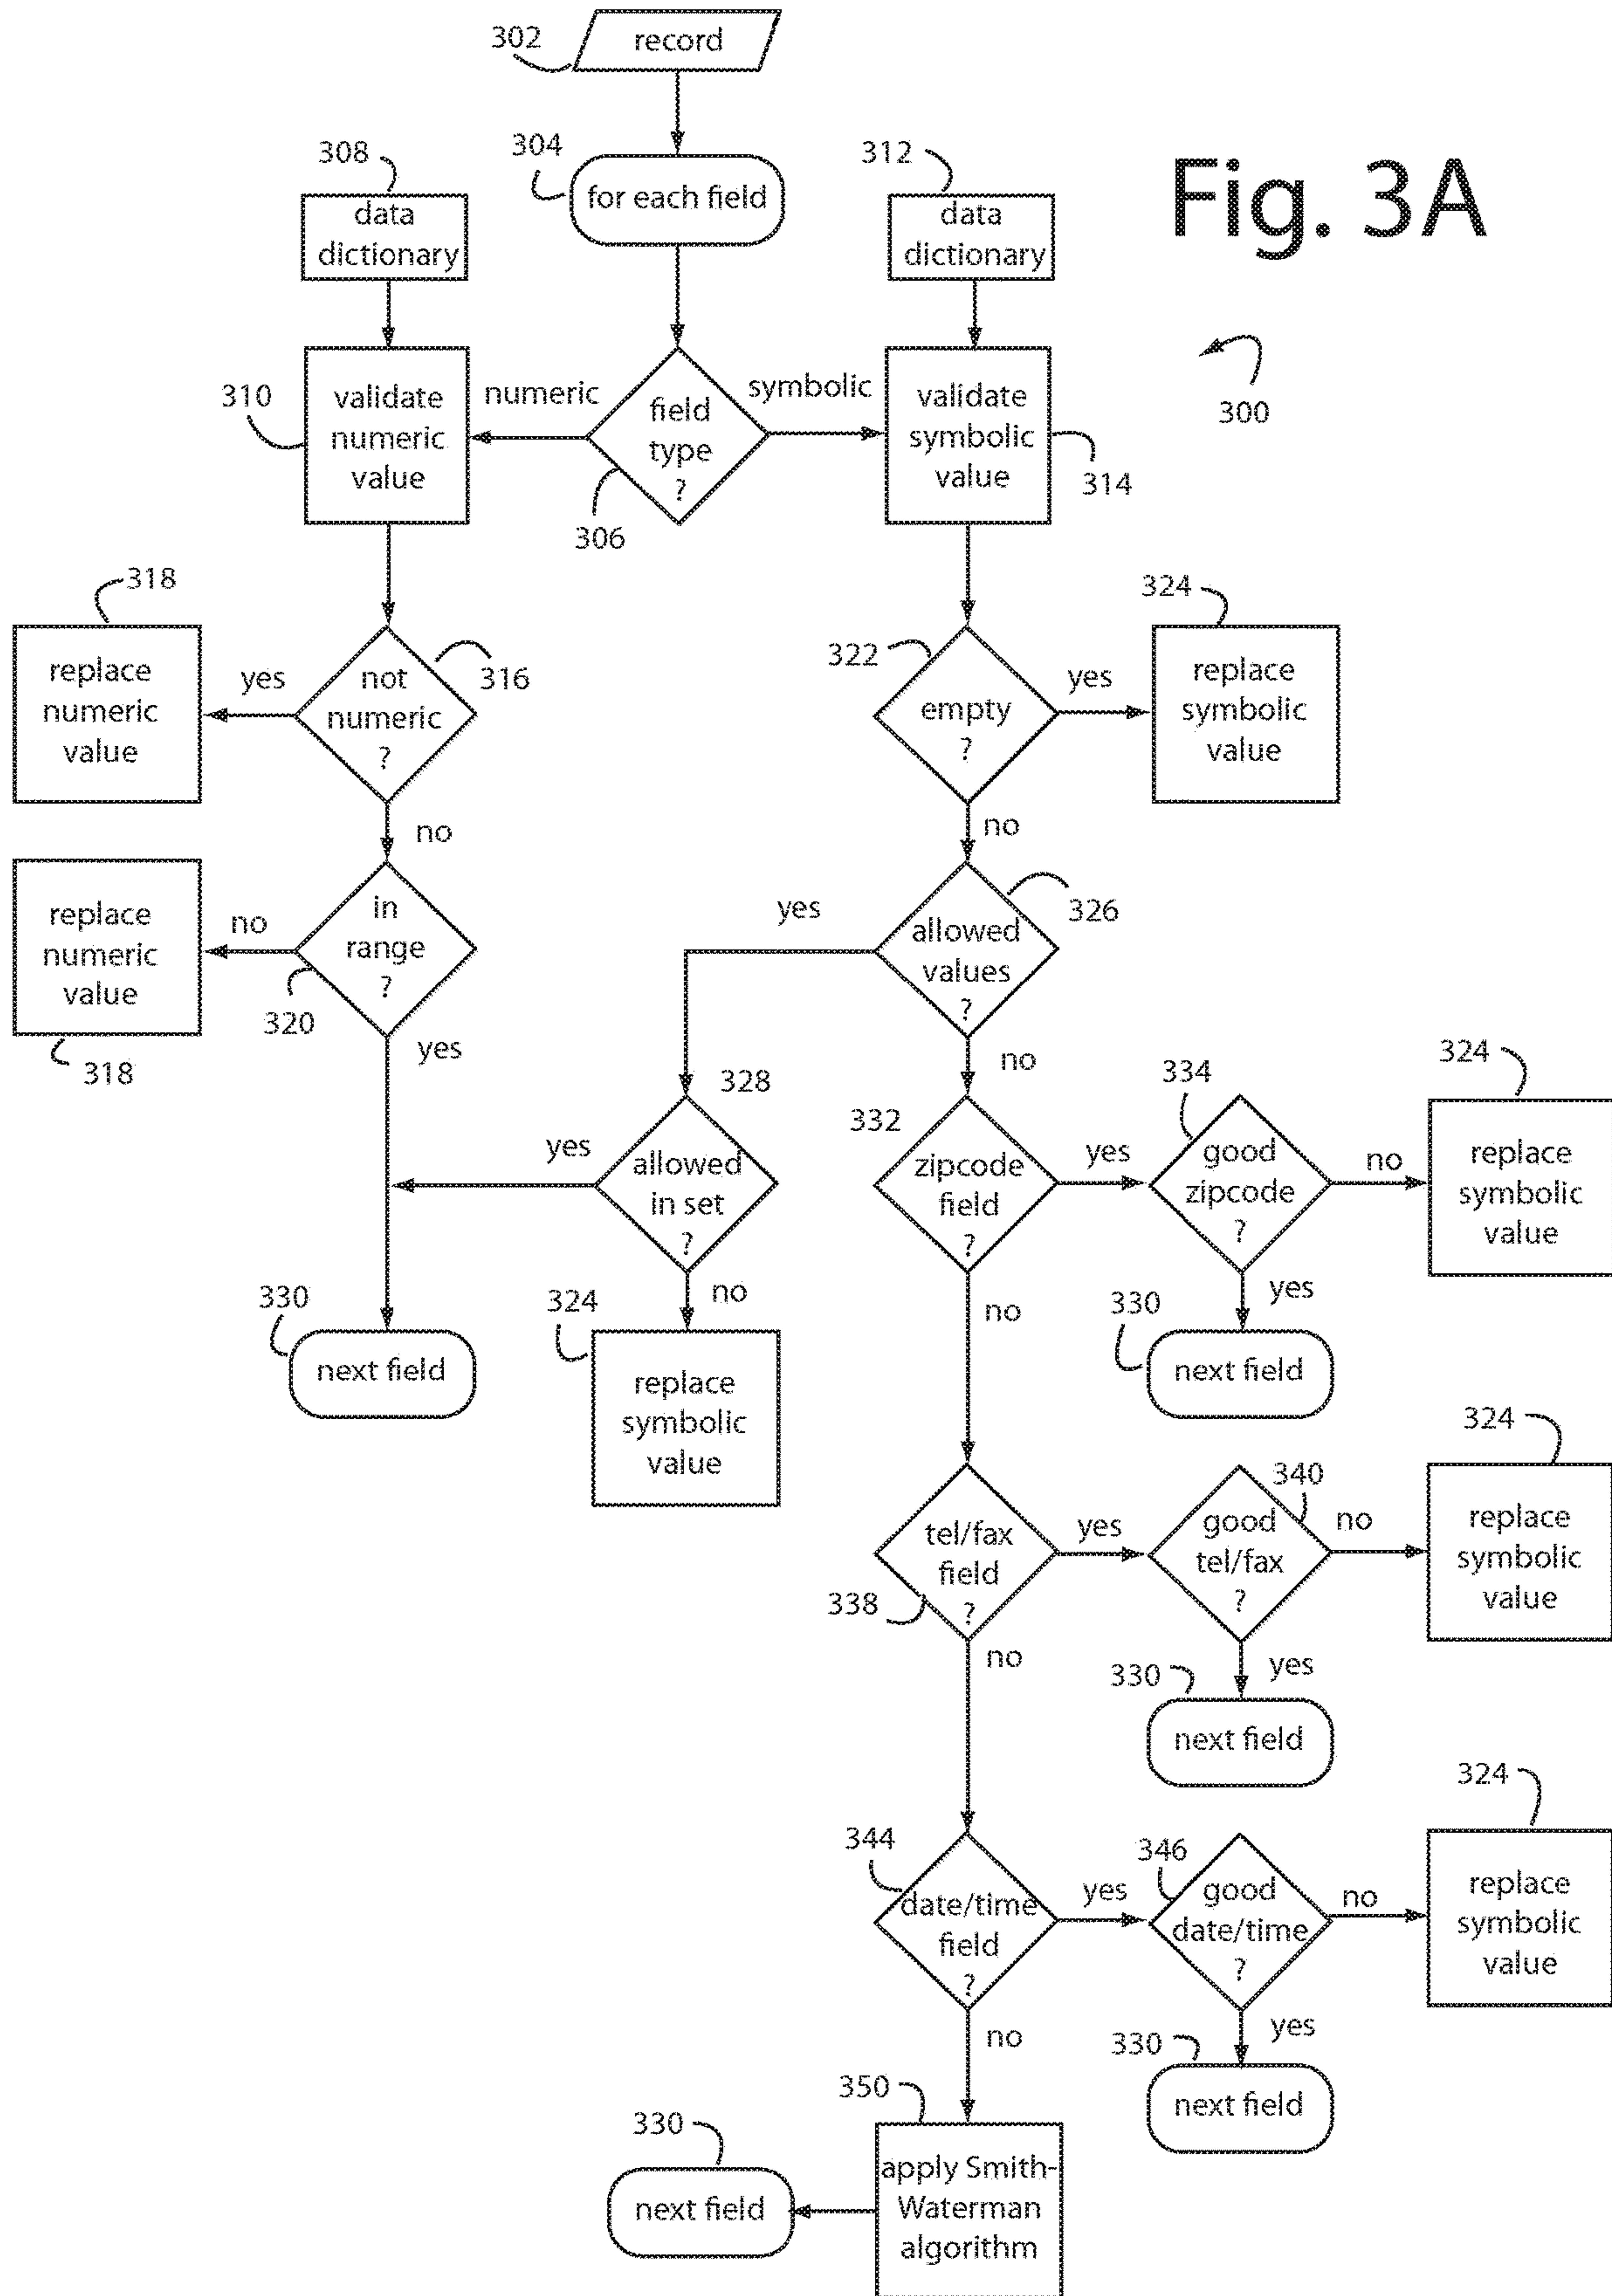 302
record
304
for each field
308
data
dictionary
312
data
dictionary
Fig. 3A
300
310
validate
numeric
value
numeric
field
type
?
306
symbolic
validate
symbolic
value
314
318
replace
numeric
value
yes
not
numeric
?
316
no
322
empty
?
yes
324
replace
symbolic
value
no
replace
numeric
value
318
no
in
range
?
320
yes
yes
allowed
values
?
326
no
328
allowed
in set
?
yes
no
330
next field
324
replace
symbolic
value
332
zipcode
field
?
yes
334
good
zipcode
?
no
324
replace
symbolic
value
yes
330
next field
no
tel/fax
field
?
338
yes
340
good
tel/fax
?
no
324
replace
symbolic
value
yes
330
next field
no
344
date/time
field
?
yes
346
good
date/time
?
no
324
replace
symbolic
value
yes
330
next field
no
350
apply Smith-
Waterman
algorithm
330
next field